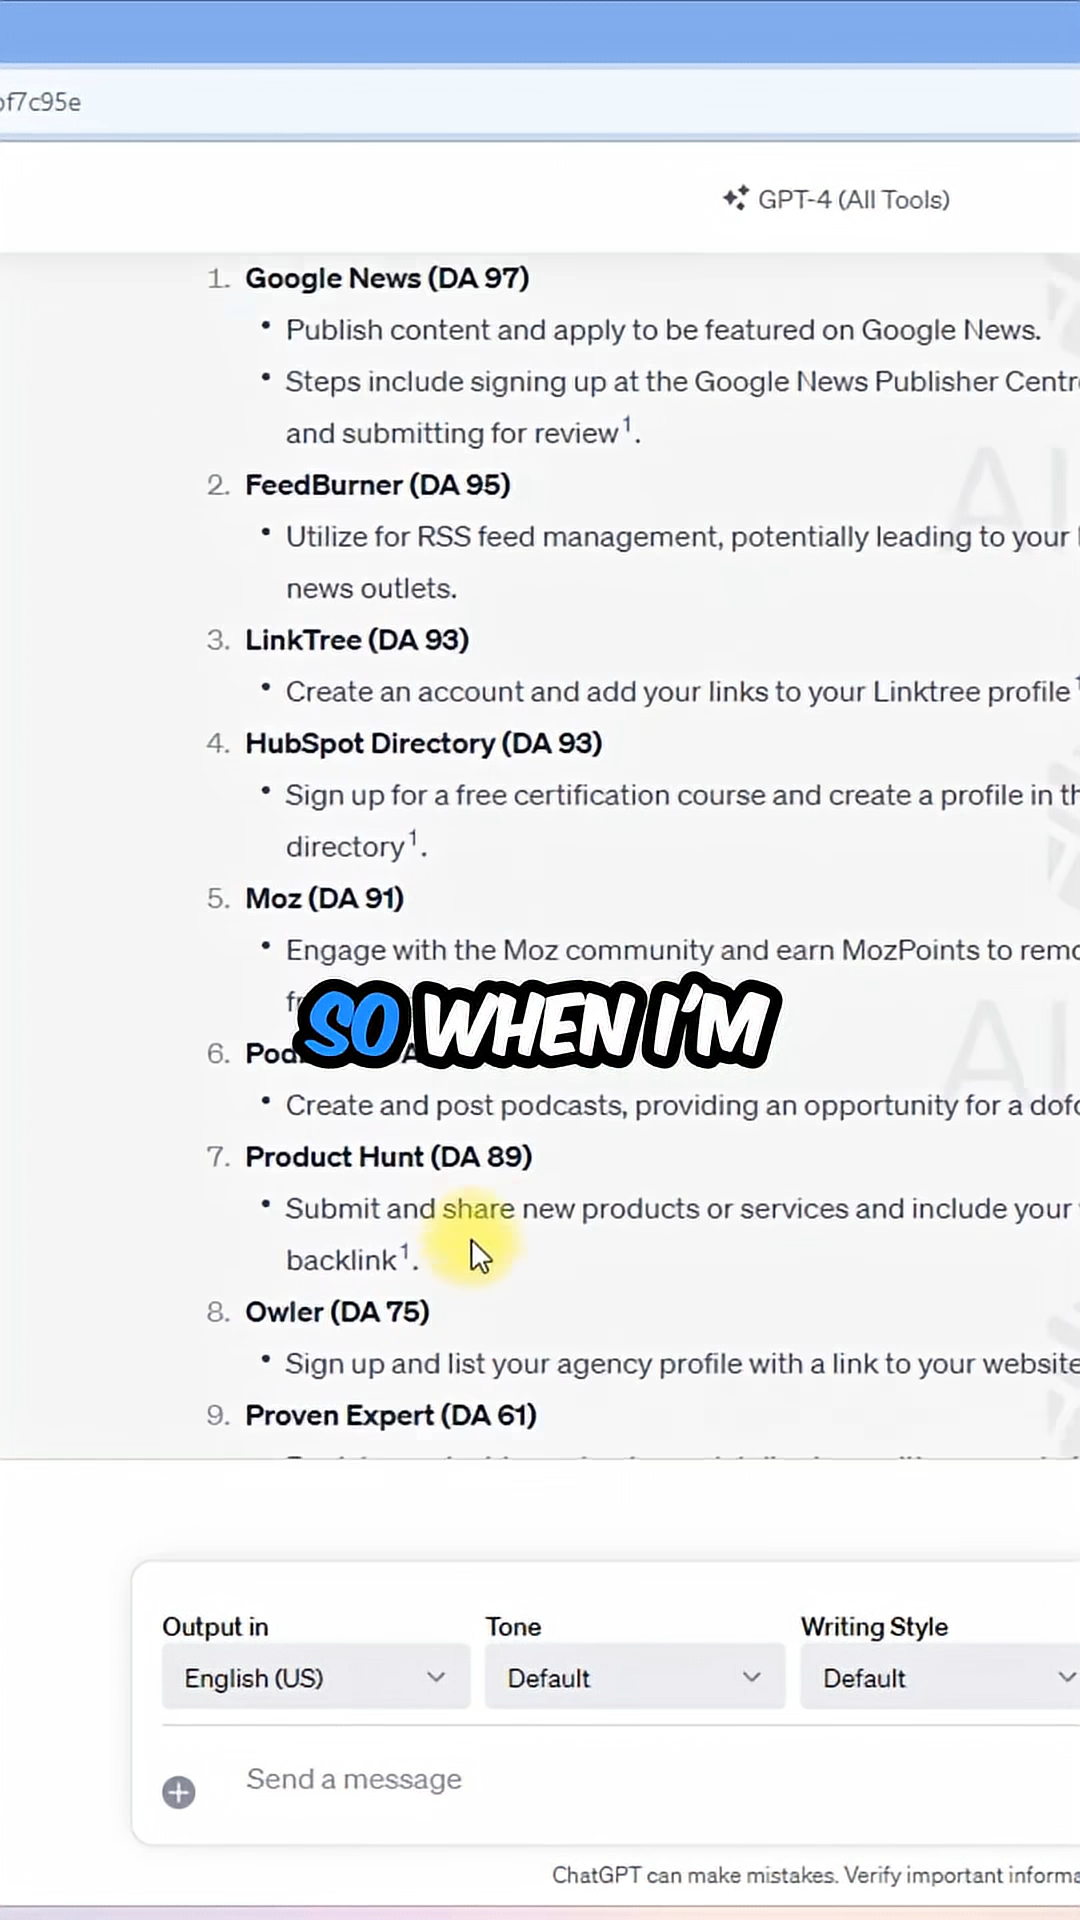 of7c95e
GPT-4 (All Tools)
1. Google News (DA 97)
• Publish content and apply to be featured on Google News.
• Steps include signing up at the Google News Publisher Centr
and submitting for review1.
2. FeedBurner (DA 95)
• Utilize for RSS feed management, potentially leading to your
news outlets.
3. LinkTree (DA 93)
• Create an account and add your links to your Linktree profile
4. HubSpot Directory (DA 93)
• Sign up for a free certification course and create a profile in th
directory1.
5. Moz (DA 91)
• Engage with the Moz community and earn MozPoints to remo
SO WHEN I'M
6.
• Create and post podcasts, providing an opportunity for a dofo
7. Product Hunt (DA 89)
• Submit and share new products or services and include your
backlink1.
8. Owler (DA 75)
• Sign up and list your agency profile with a link to your website
9. Proven Expert (DA 61)
Output in Tone Writing Style
English (US) Default Default
Send a message
ChatGPT can make mistakes. Verify important informa
AI
AI